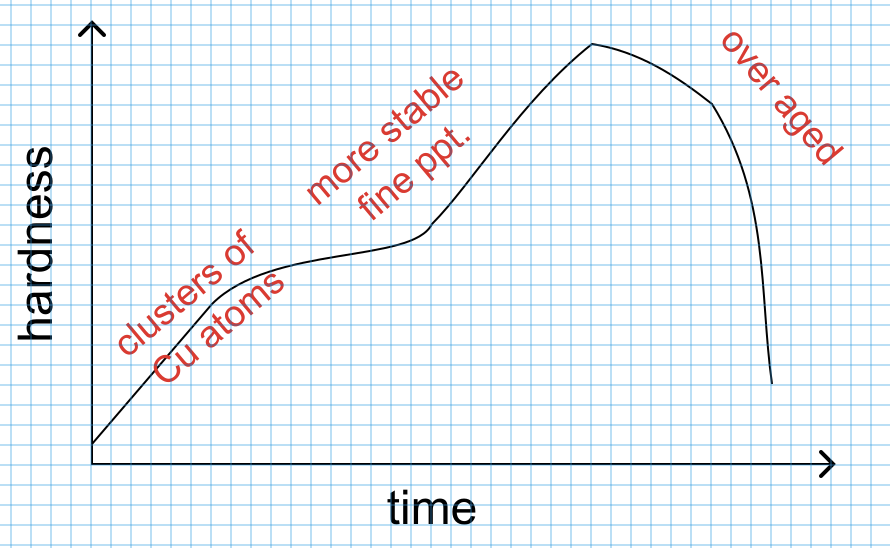 hardness
clusters of
Cu atoms
more stable
fine ppt.
over aged
time